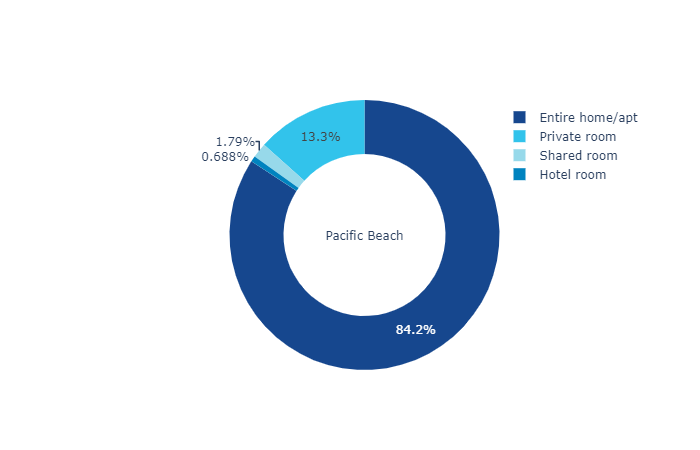 Entire home/apt
Private room
Shared room
Hotel room
13.3%
1.79%
0.688%
Pacific Beach
84.2%